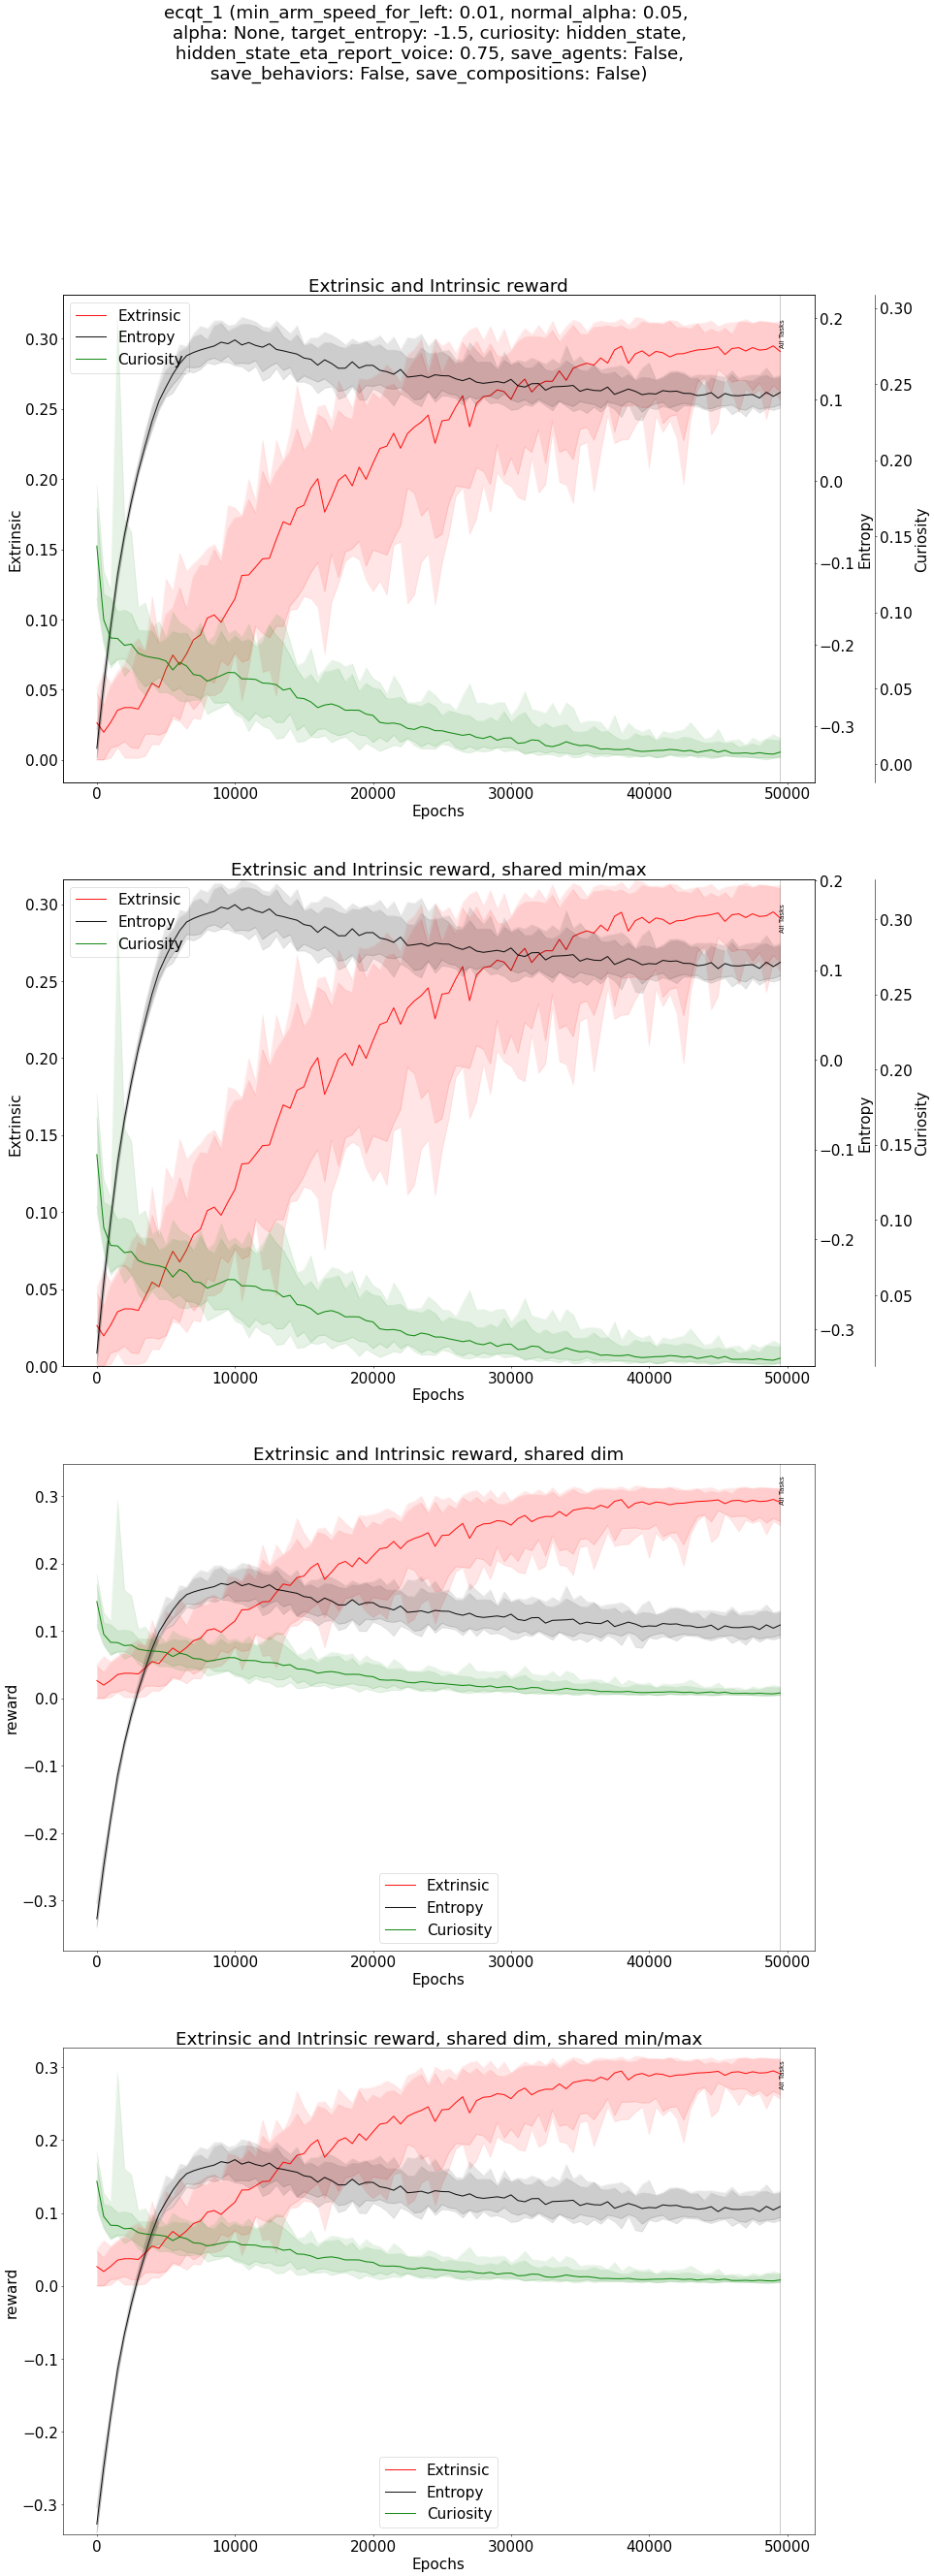 ecqt_1 (min_arm_speed_for_left: 0.01, normal_alpha: 0.05,
alpha: None, target_entropy: -1.5, curiosity: hidden_state,
hidden_state_eta_report_voice: 0.75, save_agents: False,
save_behaviors: False, save_compositions: False)
Extrinsic and Intrinsic reward
Extrinsic
Entropy
Curiosity
All Tasks
0.30
0.25
0.20
0.15
0.10
0.05
0.00
Extrinsic
0.2
0.1
0.0
−0.1
−0.2
−0.3
Entropy
0.30
0.25
0.20
0.15
0.10
0.05
0.00
Curiosity
0 10000 20000 30000 40000 50000
Epochs
Extrinsic and Intrinsic reward, shared min/max
Extrinsic
Entropy
Curiosity
All Tasks
0.30
0.25
0.20
0.15
0.10
0.05
0.00
Extrinsic
0.2
0.1
0.0
−0.1
−0.2
−0.3
Entropy
0.30
0.25
0.20
0.15
0.10
0.05
Curiosity
0 10000 20000 30000 40000 50000
Epochs
Extrinsic and Intrinsic reward, shared dim
All Tasks
0.3
0.2
0.1
0.0
−0.1
−0.2
−0.3
reward
Extrinsic
Entropy
Curiosity
0 10000 20000 30000 40000 50000
Epochs
Extrinsic and Intrinsic reward, shared dim, shared min/max
All Tasks
0.3
0.2
0.1
0.0
−0.1
−0.2
−0.3
reward
Extrinsic
Entropy
Curiosity
0 10000 20000 30000 40000 50000
Epochs